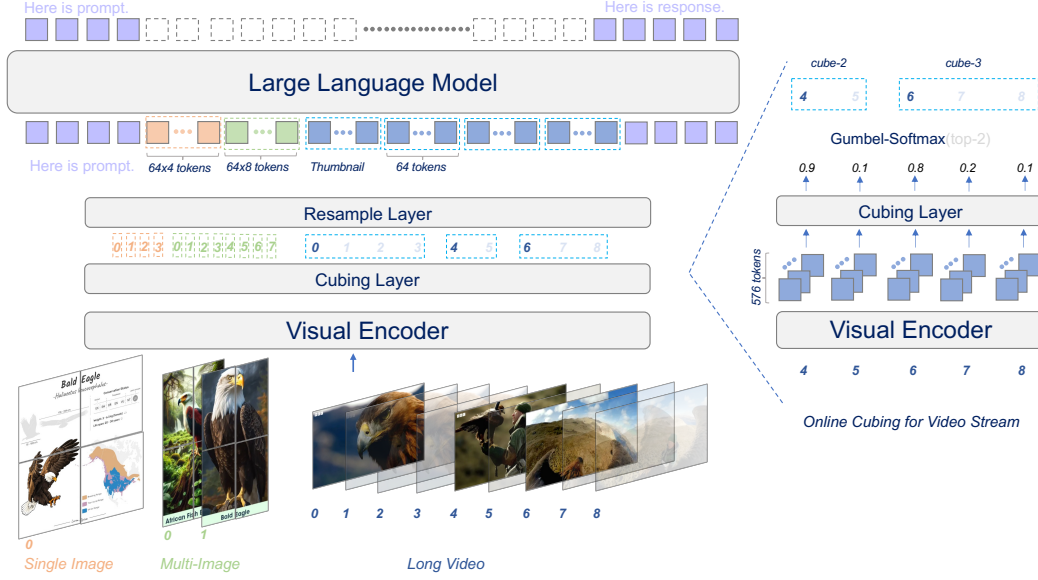 Here is prompt.
Here is response.
Large Language Model
Here is prompt.
64x4 tokens
64x8 tokens
Thumbnail
64 tokens
Resample Layer
0 1 2 3
0 1 2 3 4 5 6 7
0 1 2 3
4 5
6 7 8
Cubing Layer
Visual Encoder
Bald Eagle
African Fish
Bald Eagle
0
0 1
0 1 2 3 4 5 6 7 8
Single Image
Multi-Image
Long Video
cube-2
cube-3
4 5
6 7 8
Gumbel-Softmax(top-2)
0.9 0.1 0.8 0.2 0.1
Cubing Layer
576 tokens
Visual Encoder
4 5 6 7 8
Online Cubing for Video Stream